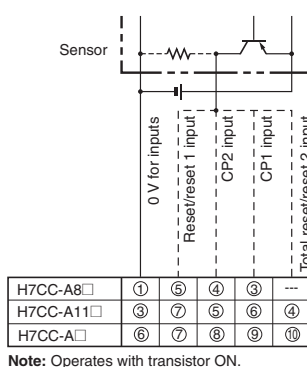 Sensor
0 V for inputs
Reset/reset 1 input
CP2 input
CP1 input
Total reset/reset 2 input
H7CC-A8□ ① ⑤ ④ ③ ---
H7CC-A11□ ③ ⑦ ⑤ ⑥ ④
H7CC-A□ ⑥ ⑦ ⑧ ⑨ ⑩
Note: Operates with transistor ON.